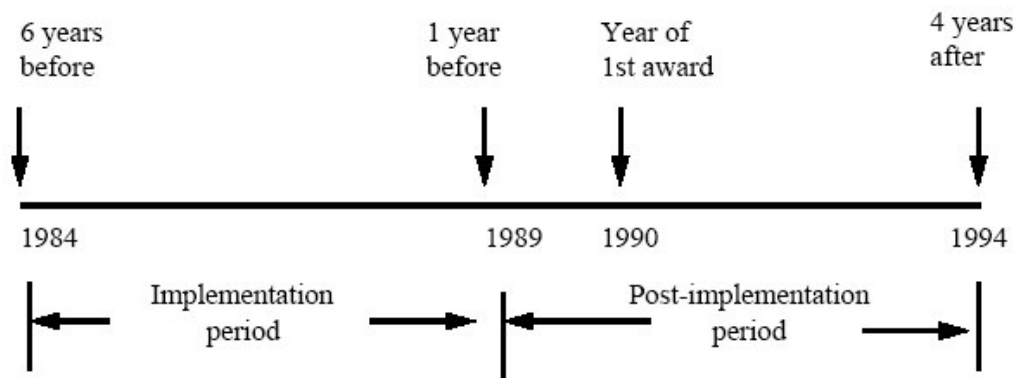 6 years
before
1 year
before
Year of
1st award
4 years
after
1984
1989
1990
1994
Implementation
period
Post-implementation
period